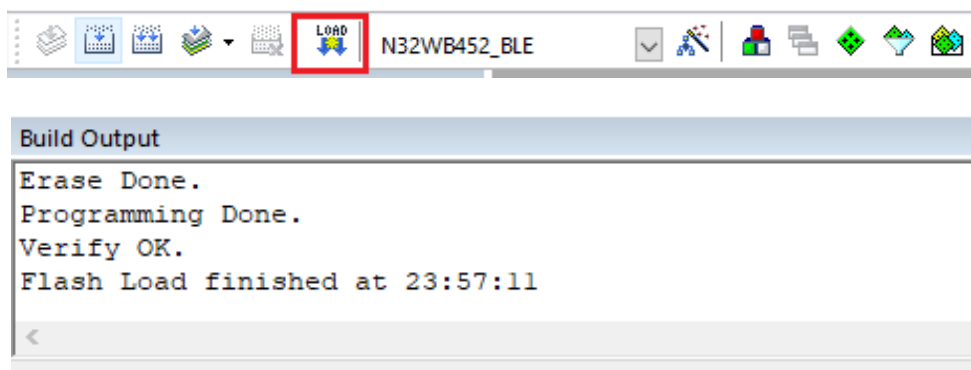 LOAD
N32WB452_BLE
Build Output
Erase Done.
Programming Done.
Verify OK.
Flash Load finished at 23:57:11